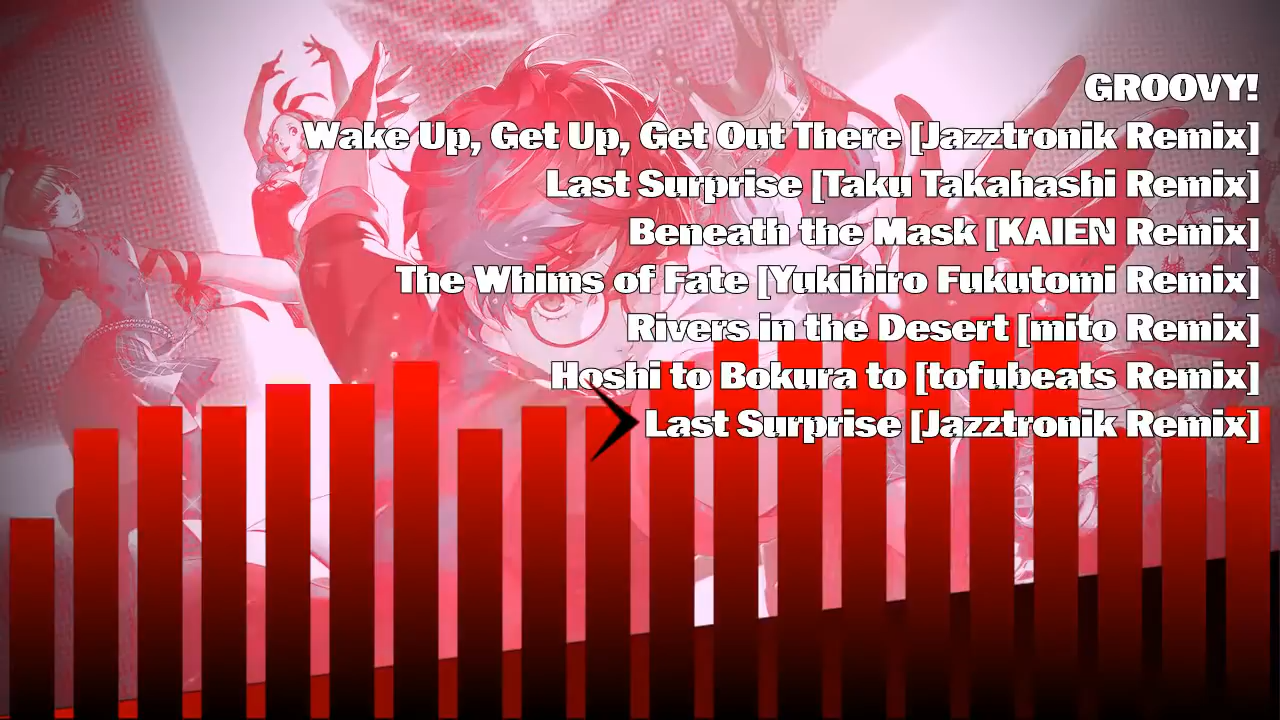 GROOVY!
Wake Up, Get Up, Get Out There [Jazztronik Remix]
Last Surprise [Taku Takahashi Remix]
Beneath the Mask [KAIEN Remix]
The Whims of Fate [Yukihiro Fukutomi Remix]
Rivers in the Desert [mito Remix]
Hoshi to Bokura to [tofubeats Remix]
Last Surprise [Jazztronik Remix]